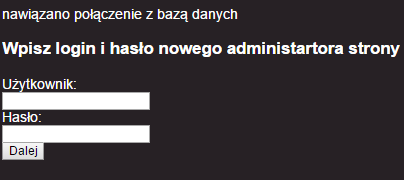 nawiązano połączenie z bazą danych
Wpisz login i hasło nowego administartora strony
Użytkownik:
Hasło:
Dalej